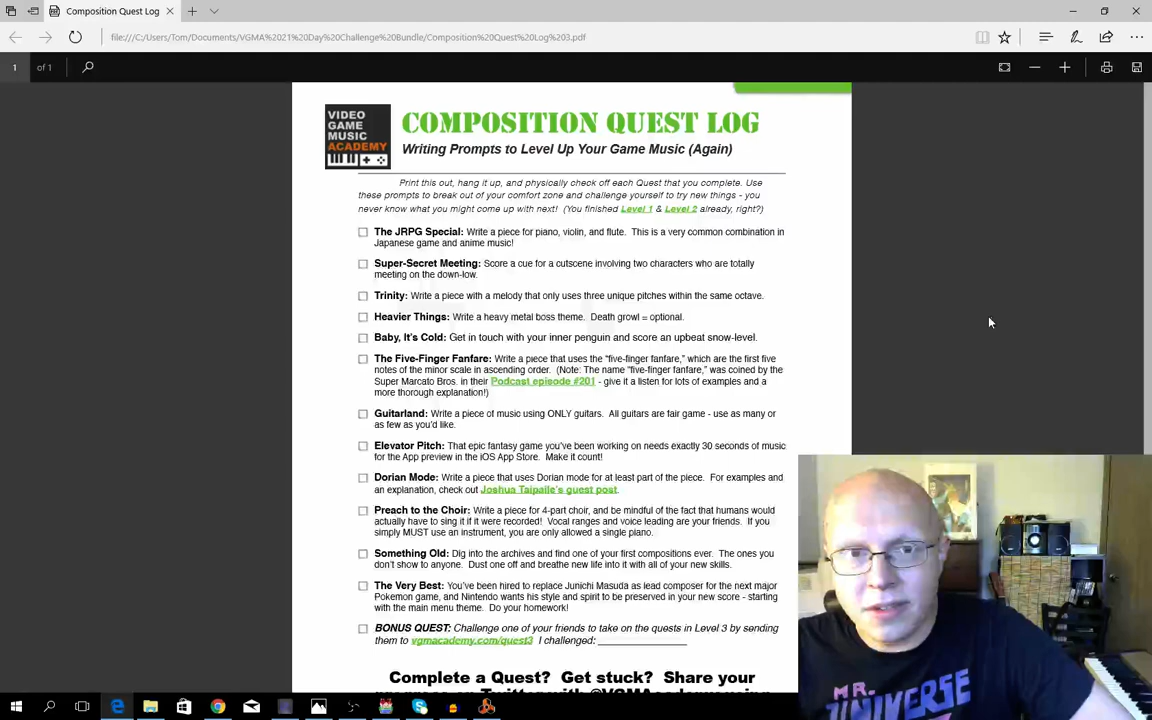 Composition Quest Log
file:///C:/Users/Tom/Documents/VGMA%2021%20Day%20Challenge%20Bundle/Composition%20Quest%20Log%203.pdf
1 of 1
VIDEO
GAME
MUSIC
ACADEMY
COMPOSITION QUEST LOG
Writing Prompts to Level Up Your Game Music (Again)
Print this out, hang it up, and physically check off each Quest that you complete. Use
these prompts to break out of your comfort zone and challenge yourself to try new things - you
never know what you might come up with next! (You finished Level 1 & Level 2 already, right?)
The JRPG Special: Write a piece for piano, violin, and flute. This is a very common combination in
Japanese game and anime music!
Super-Secret Meeting: Score a cue for a cutscene involving two characters who are totally
meeting on the down-low.
Trinity: Write a piece with a melody that only uses three unique pitches within the same octave.
Heavier Things: Write a heavy metal boss theme. Death growl = optional.
Baby, It's Cold: Get in touch with your inner penguin and score an upbeat snow-level.
The Five-Finger Fanfare: Write a piece that uses the "five-finger fanfare," which are the first five
notes of the minor scale in ascending order. (Note: The name "five-finger fanfare," was coined by the
Super Marcato Bros. in their Podcast episode #201 - give it a listen for lots of examples and a
more thorough explanation!)
Guitarland: Write a piece of music using ONLY guitars. All guitars are fair game - use as many or
as few as you'd like.
Elevator Pitch: That epic fantasy game you've been working on needs exactly 30 seconds of music
for the App preview in the iOS App Store. Make it count!
Dorian Mode: Write a piece that uses Dorian mode for at least part of the piece. For examples and
an explanation, check out Joshua Taipale's guest post.
Preach to the Choir: Write a piece for 4-part choir, and be mindful of the fact that humans would
actually have to sing it if it were recorded! Vocal ranges and voice leading are your friends. If you
simply MUST use an instrument, you are only allowed a single piano.
Something Old: Dig into the archives and find one of your first compositions ever. The ones you
don't show to anyone. Dust one off and breathe new life into it with all of your new skills.
The Very Best: You've been hired to replace Junichi Masuda as lead composer for the next major
Pokemon game, and Nintendo wants his style and spirit to be preserved in your new score - starting
with the main menu theme. Do your homework!
BONUS QUEST: Challenge one of your friends to take on the quests in Level 3 by sending
them to vgmacademy.com/quest3 I challenged: ________________
Complete a Quest? Get stuck? Share your
progress on Twitter with @VGMAcademy using
MR.
UNIVERSE